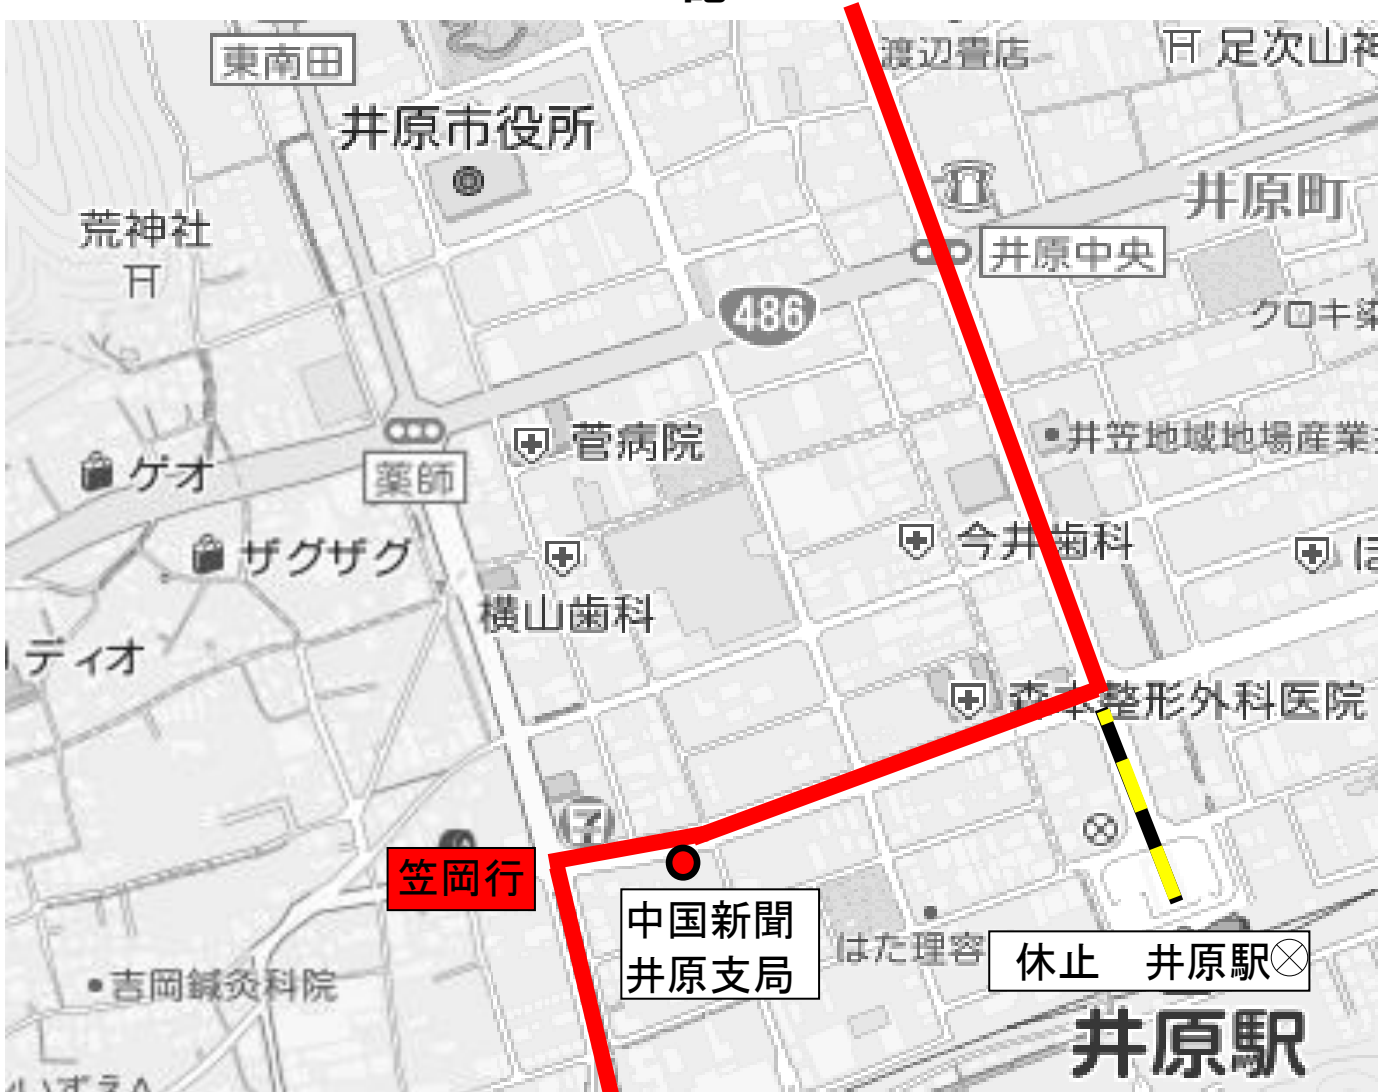 渡辺書店
足次山神
東南田
井原市役所
井原町
荒神社
井原中央
486
クロキ染
菅病院
井笠地域地場産業
ゲオ
薬師
ザグザグ
今井歯科
ほ
横山歯科
ディオ
森本整形外科医院
笠岡行
中国新聞
井原支局
はた理容
休止 井原駅
吉岡鍼灸科院
井原駅